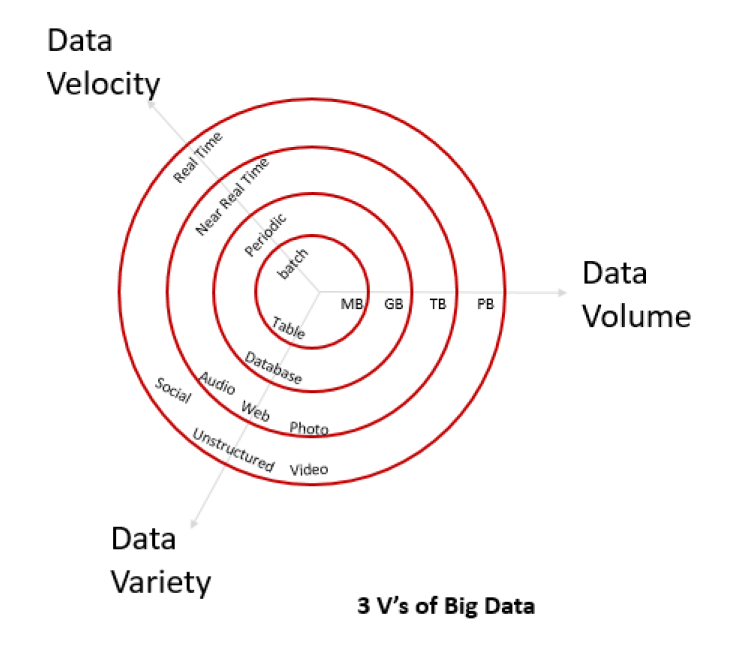 Data
Velocity
Real Time
Near Real Time
Periodic
batch
Data
Volume
MB
GB
TB
PB
Table
Database
Audio
Web
Photo
Social
Unstructured
Video
Data
Variety
3 V’s of Big Data